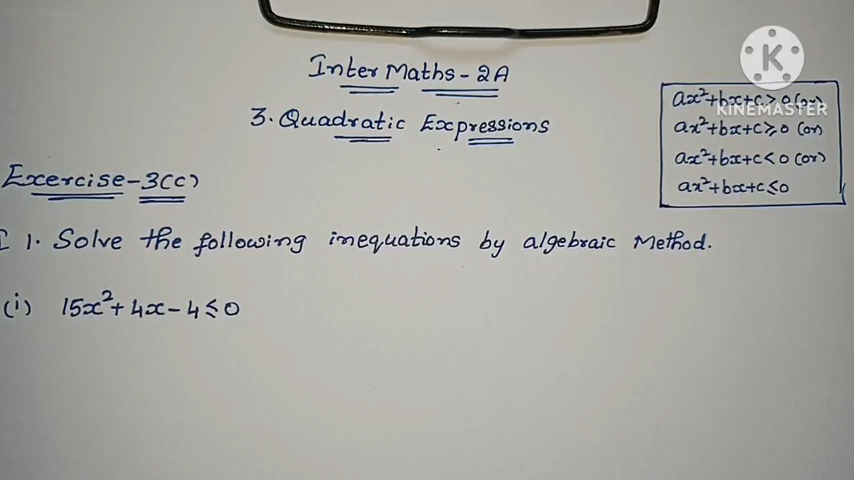 Inter Maths - 2A
3. Quadratic Expressions
K
KINEMASTER
ax²+bx+c > 0 (or)
ax²+bx+c ⩾ 0 (or)
ax²+bx+c < 0 (or)
ax²+bx+c ⩽ 0
Exercise - 3(c)
I 1. Solve the following inequations by algebraic Method.
(i) 15x² + 4x - 4 ⩽ 0